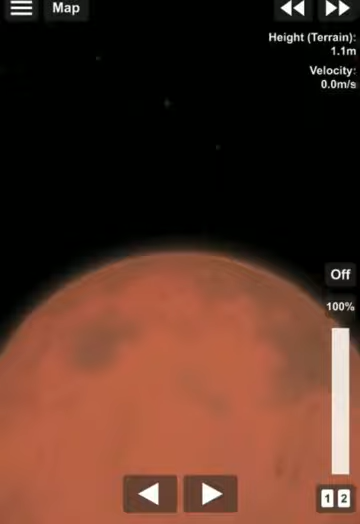 Map
Height (Terrain):
1.1m
Velocity:
0.0m/s
Off
100%
1 2